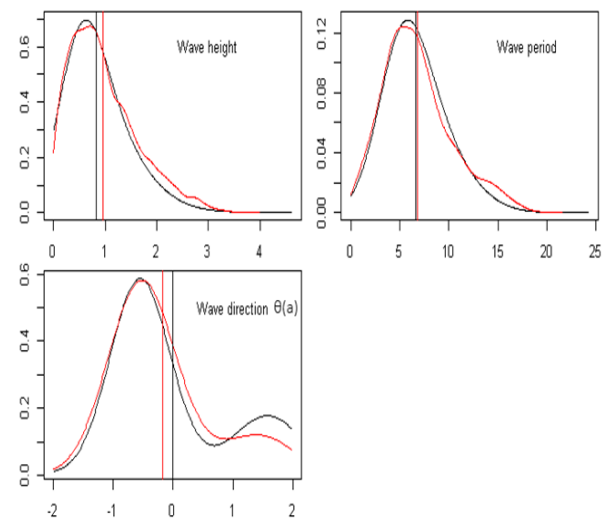 Wave height
0.0 0.2 0.4 0.6
0 1 2 3 4
Wave period
0.00 0.04 0.08 0.12
0 5 10 15 20 25
Wave direction θ(a)
0.0 0.2 0.4 0.6
-2 -1 0 1 2